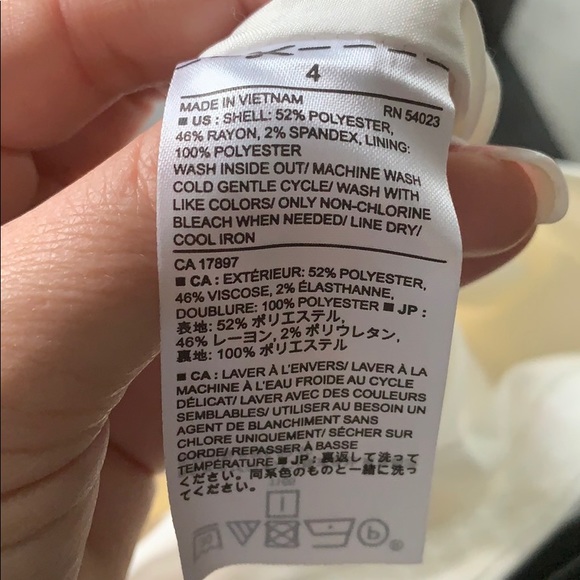 4
MADE IN VIETNAM RN 54023
■ US : SHELL: 52% POLYESTER,
46% RAYON, 2% SPANDEX, LINING:
100% POLYESTER
WASH INSIDE OUT/ MACHINE WASH
COLD GENTLE CYCLE/ WASH WITH
LIKE COLORS/ ONLY NON-CHLORINE
BLEACH WHEN NEEDED/ LINE DRY/
COOL IRON
CA 17897
■ CA : EXTÉRIEUR: 52% POLYESTER,
46% VISCOSE, 2% ÉLASTHANNE,
DOUBLURE: 100% POLYESTER ■ JP :
表地: 52% ポリエステル,
46% レーヨン, 2% ポリウレタン,
裏地: 100% ポリエステル
■ CA : LAVER À L'ENVERS/ LAVER À LA
MACHINE À L'EAU FROIDE AU CYCLE
DÉLICAT/ LAVER AVEC DES COULEURS
SEMBLABLES/ UTILISER AU BESOIN UN
AGENT DE BLANCHIMENT SANS
CHLORE UNIQUEMENT/ SÉCHER SUR
CORDE/ REPASSER À BASSE
TEMPÉRATURE ■ JP : 裏返して洗って
ください。同系色のものと一緒に洗っ
てください。